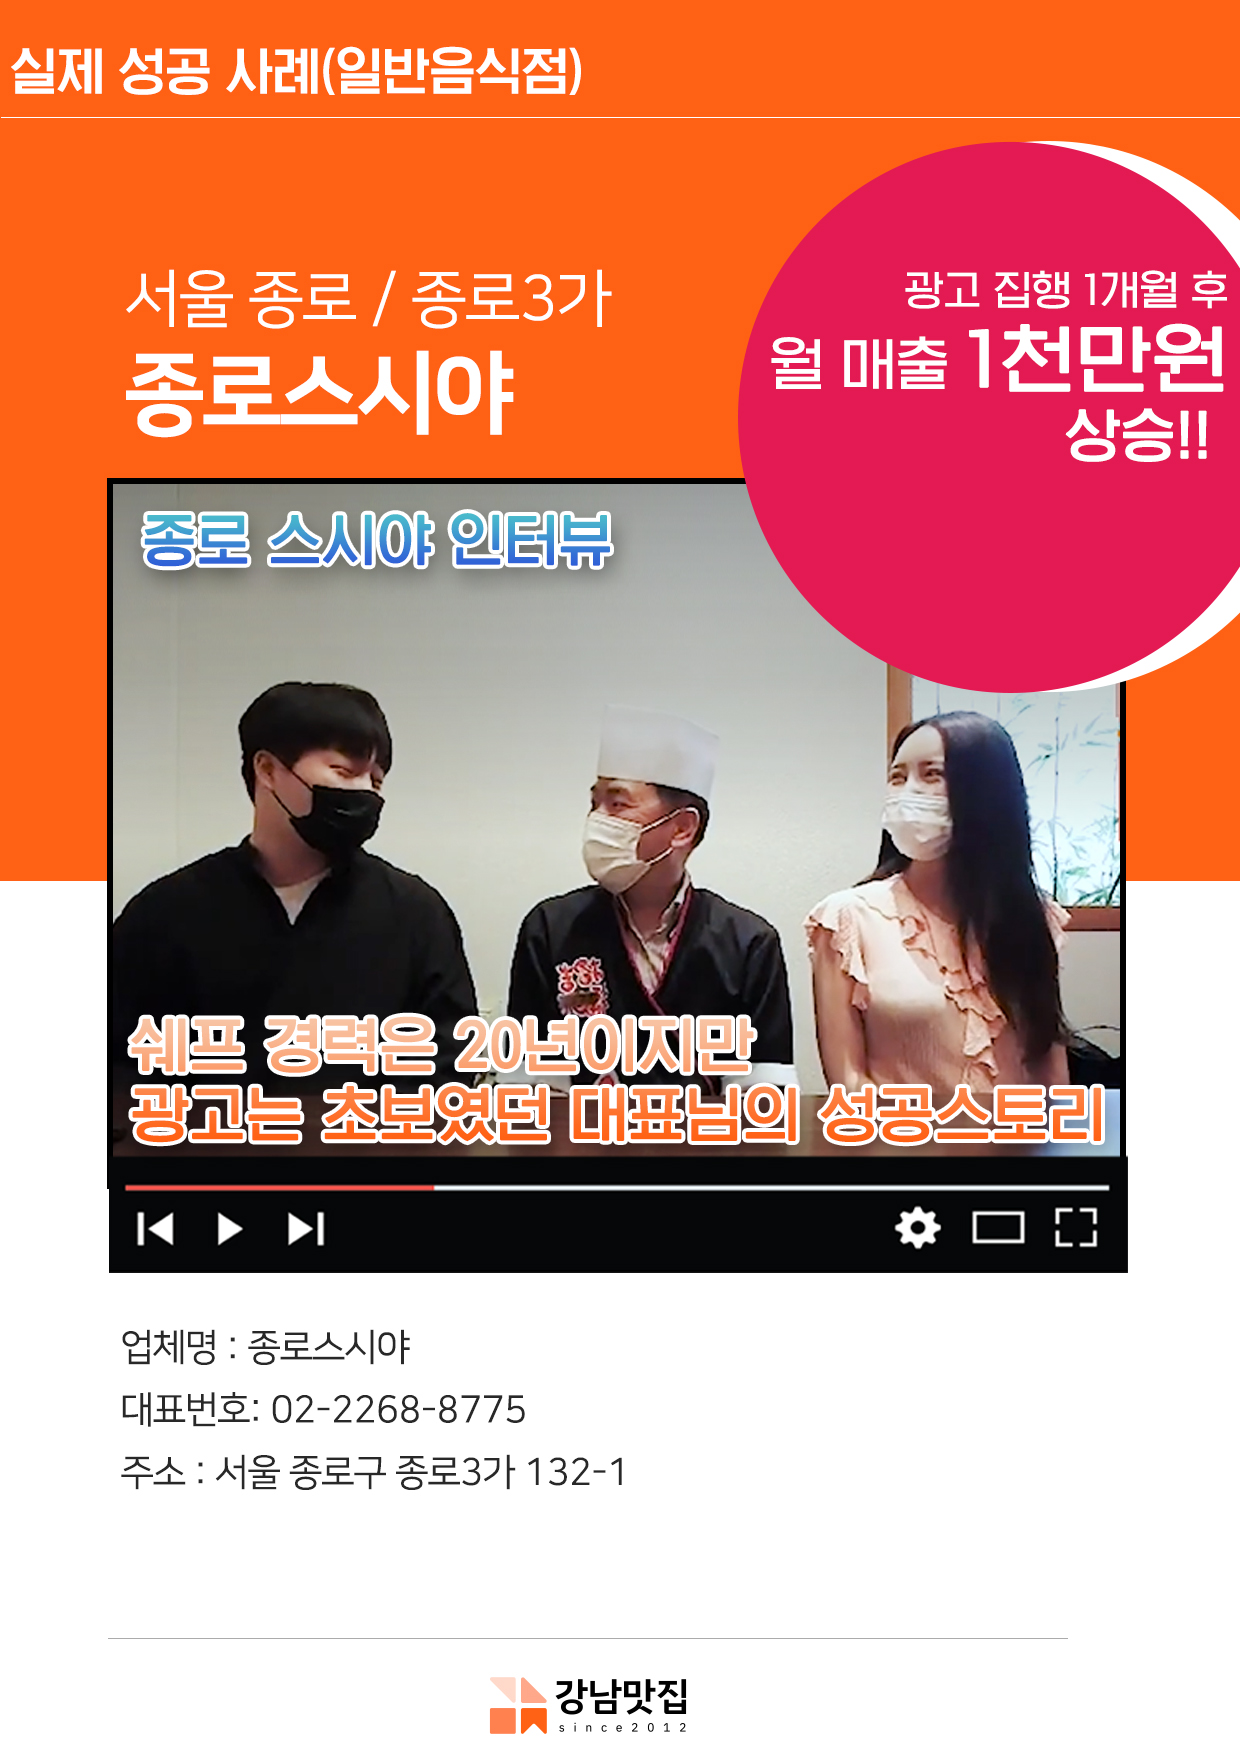 실제 성공 사례(일반음식점)
광고 집행 1개월 후
월 매출 1천만원
상승!!
서울 종로 / 종로3가
종로스시야
종로 스시야 인터뷰
쉐프 경력은 20년이지만
광고는 초보였던 대표님의 성공스토리
업체명 : 종로스시야
대표번호: 02-2268-8775
주소 : 서울 종로구 종로3가 132-1
강남맛집
since2012